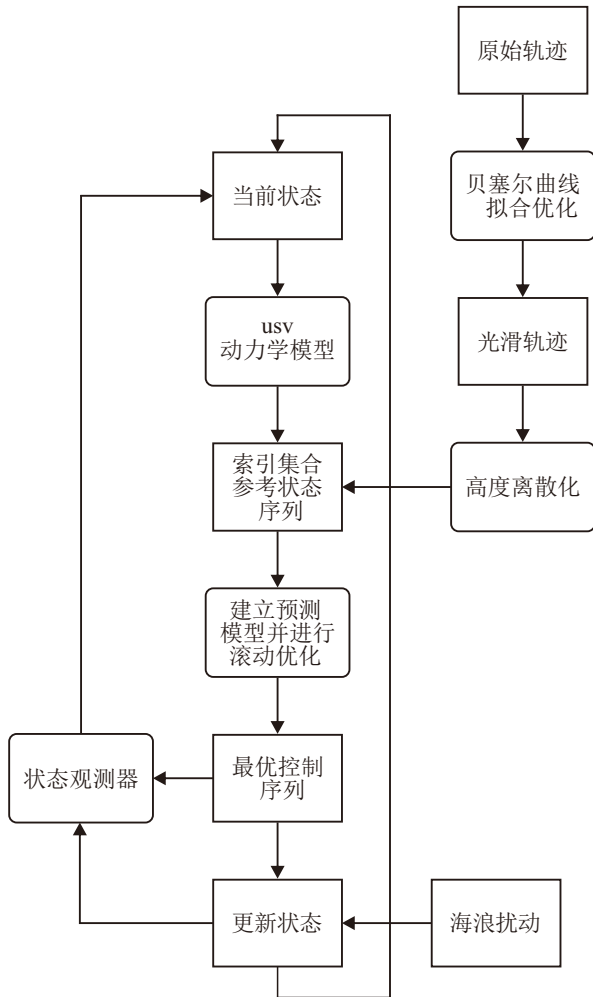 原始轨迹
贝塞尔曲线
拟合优化
光滑轨迹
高度离散化
当前状态
usv
动力学模型
索引集合
参考状态
序列
建立预测
模型并进行
滚动优化
最优控制
序列
状态观测器
更新状态
海浪扰动